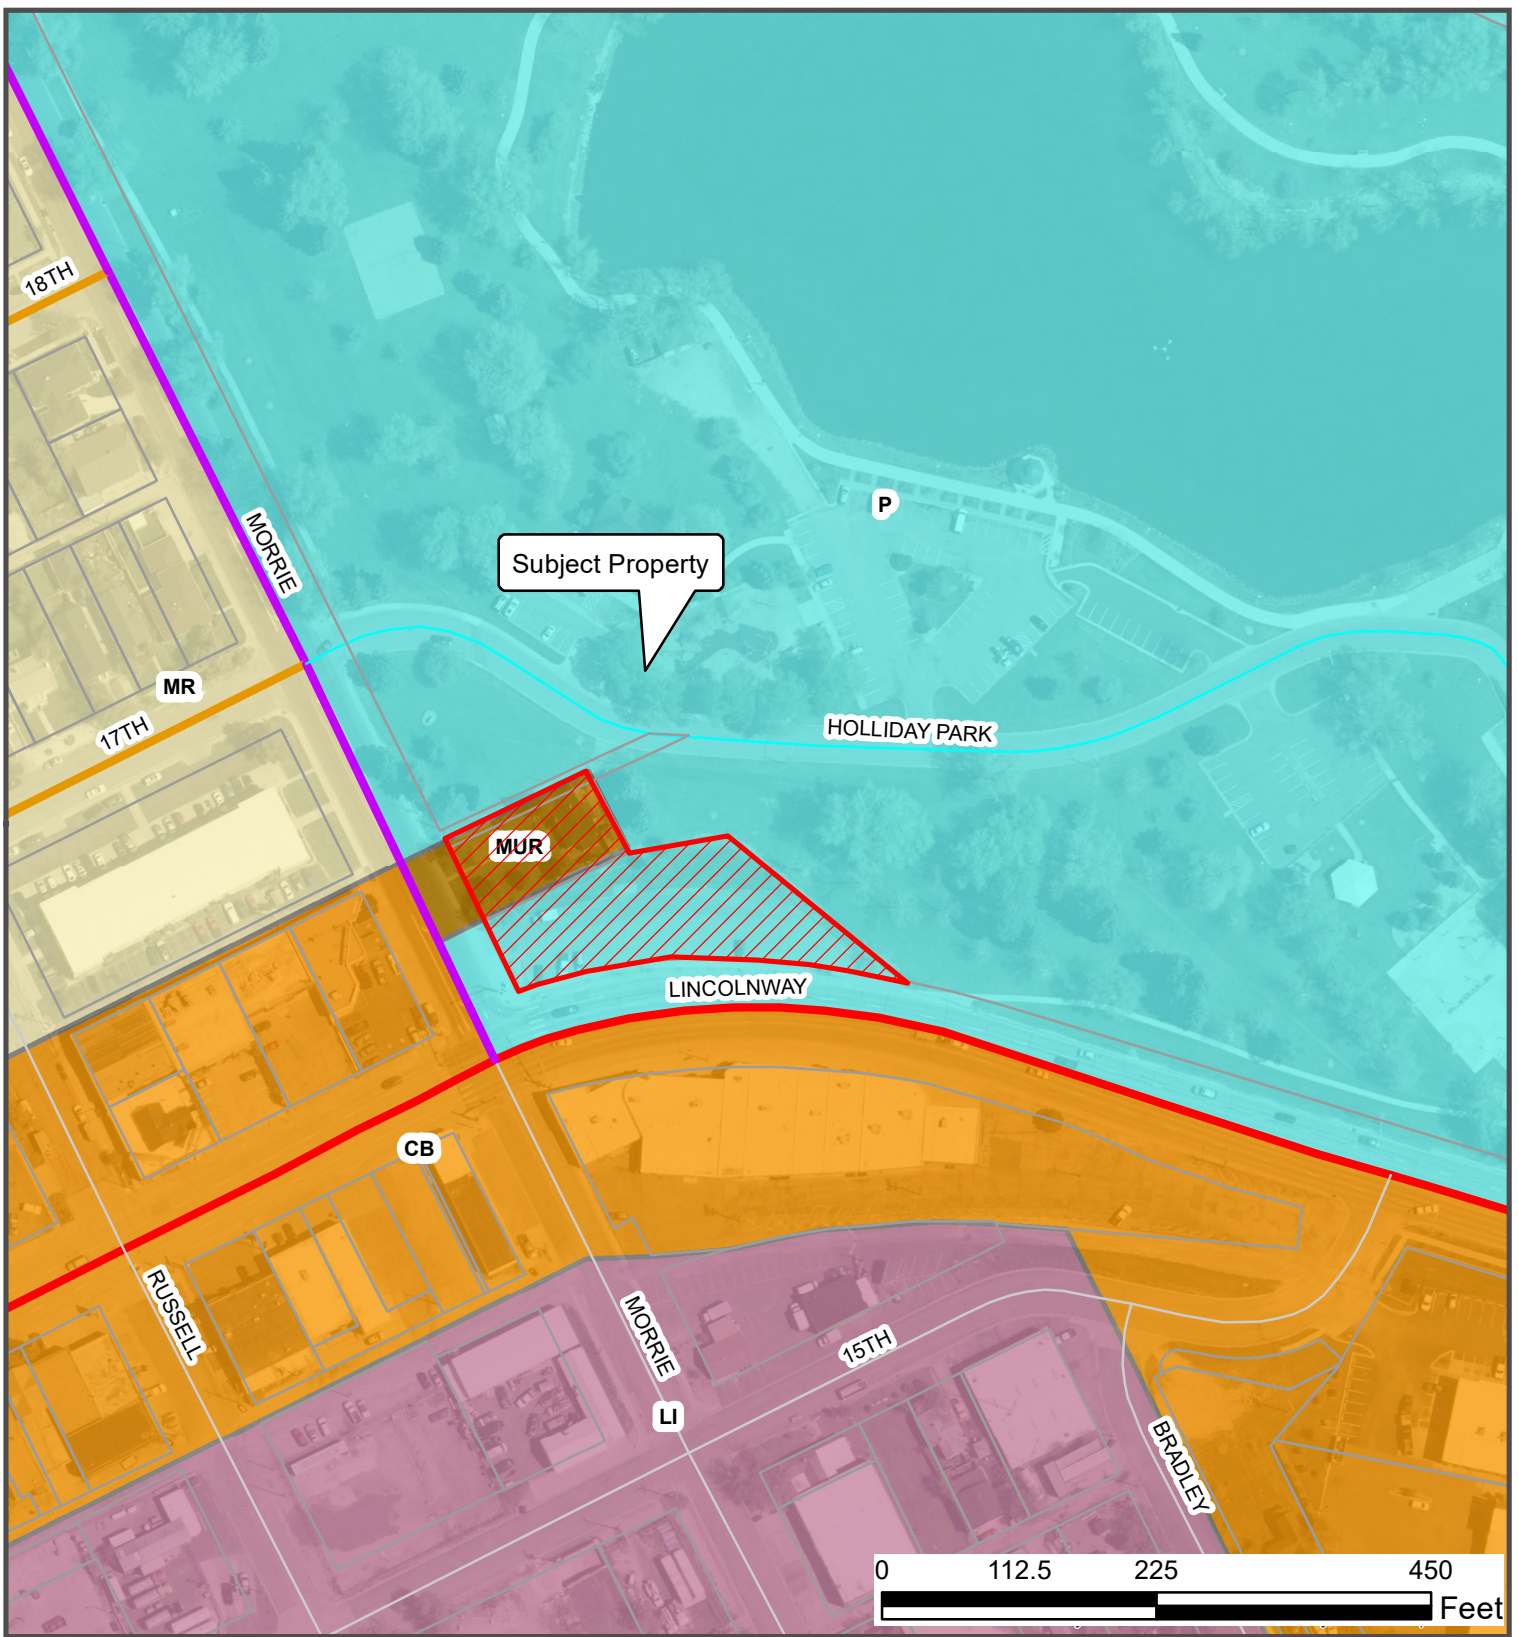 18TH
MORRIE
P
Subject Property
MR
17TH
HOLLIDAY PARK
MUR
LINCOLNWAY
CB
RUSSELL
MORRIE
15TH
LI
BRADLEY
0 112.5 225 450
Feet